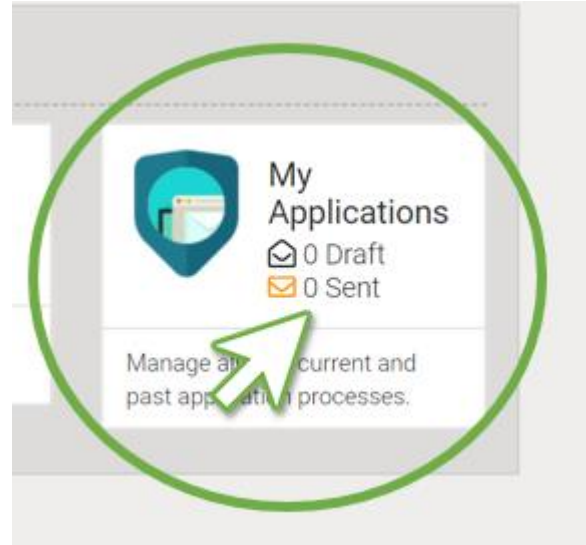 My
Applications
0 Draft
0 Sent
Manage current and
past processes.